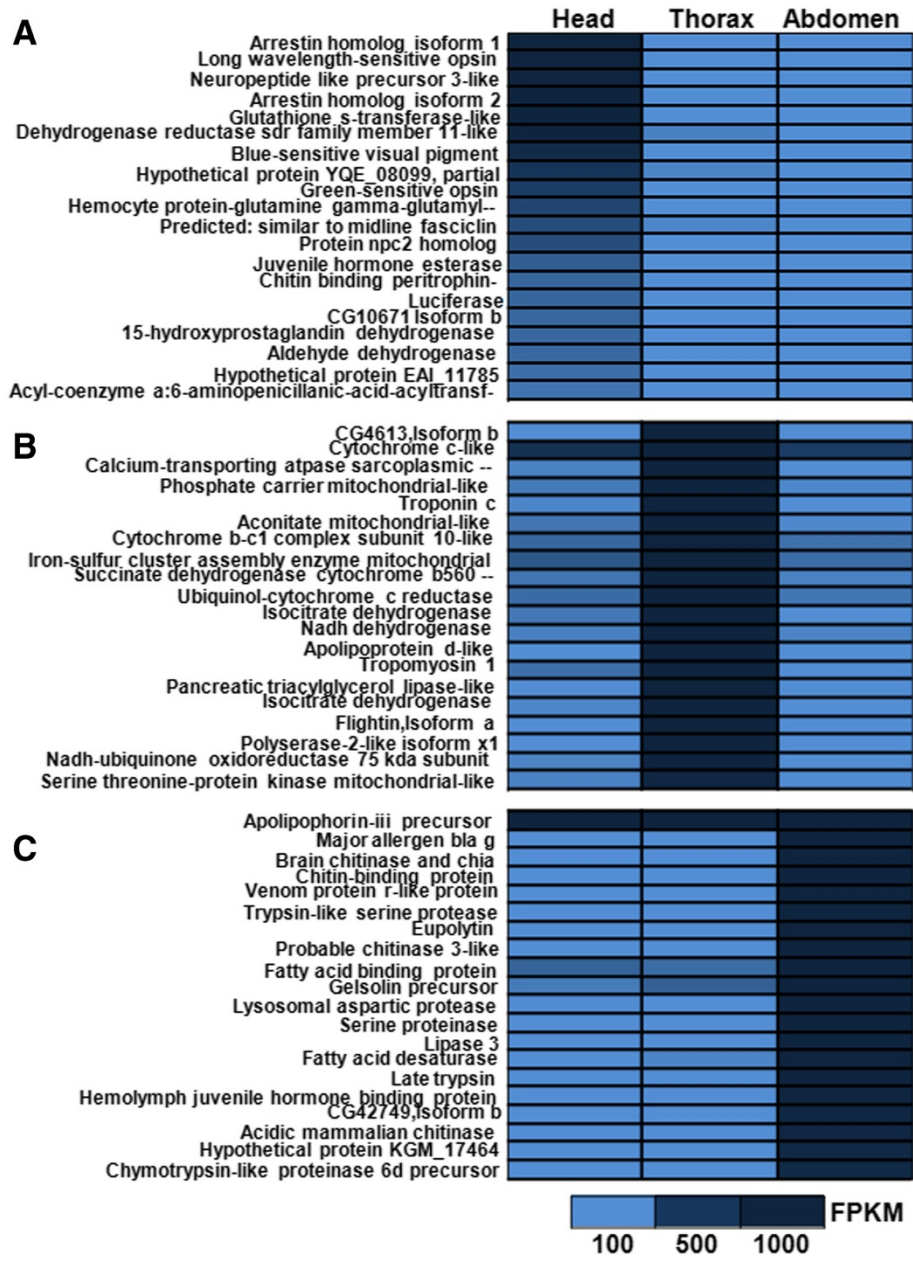 A
Head Thorax Abdomen
Arrestin homolog isoform 1
Long wavelength-sensitive opsin
Neuropeptide like precursor 3-like
Arrestin homolog isoform 2
Glutathione s-transferase-like
Dehydrogenase reductase sdr family member 11-like
Blue-sensitive visual pigment
Hypothetical protein YQE_08099, partial
Green-sensitive opsin
Hemocyte protein-glutamine gamma-glutamyl--
Predicted: similar to midline fasciclin
Protein npc2 homolog
Juvenile hormone esterase
Chitin binding peritrophin-
Luciferase
CG10671 Isoform b
15-hydroxyprostaglandin dehydrogenase
Aldehyde dehydrogenase
Hypothetical protein EAI_11785
Acyl-coenzyme a:6-aminopenicillanic-acid-acyltransf-
B
CG4613,Isoform b
Cytochrome c-like
Calcium-transporting atpase sarcoplasmic --
Phosphate carrier mitochondrial-like
Troponin c
Aconitate mitochondrial-like
Cytochrome b-c1 complex subunit 10-like
Iron-sulfur cluster assembly enzyme mitochondrial
Succinate dehydrogenase cytochrome b560 --
Ubiquinol-cytochrome c reductase
Isocitrate dehydrogenase
Nadh dehydrogenase
Apolipoprotein d-like
Tropomyosin 1
Pancreatic triacylglycerol lipase-like
Isocitrate dehydrogenase
Flightin,Isoform a
Polyserase-2-like isoform x1
Nadh-ubiquinone oxidoreductase 75 kda subunit
Serine threonine-protein kinase mitochondrial-like
C
Apolipophorin-iii precursor
Major allergen bla g
Brain chitinase and chia
Chitin-binding protein
Venom protein r-like protein
Trypsin-like serine protease
Eupolytin
Probable chitinase 3-like
Fatty acid binding protein
Gelsolin precursor
Lysosomal aspartic protease
Serine proteinase
Lipase 3
Fatty acid desaturase
Late trypsin
Hemolymph juvenile hormone binding protein
CG42749,Isoform b
Acidic mammalian chitinase
Hypothetical protein KGM_17464
Chymotrypsin-like proteinase 6d precursor
FPKM
100 500 1000